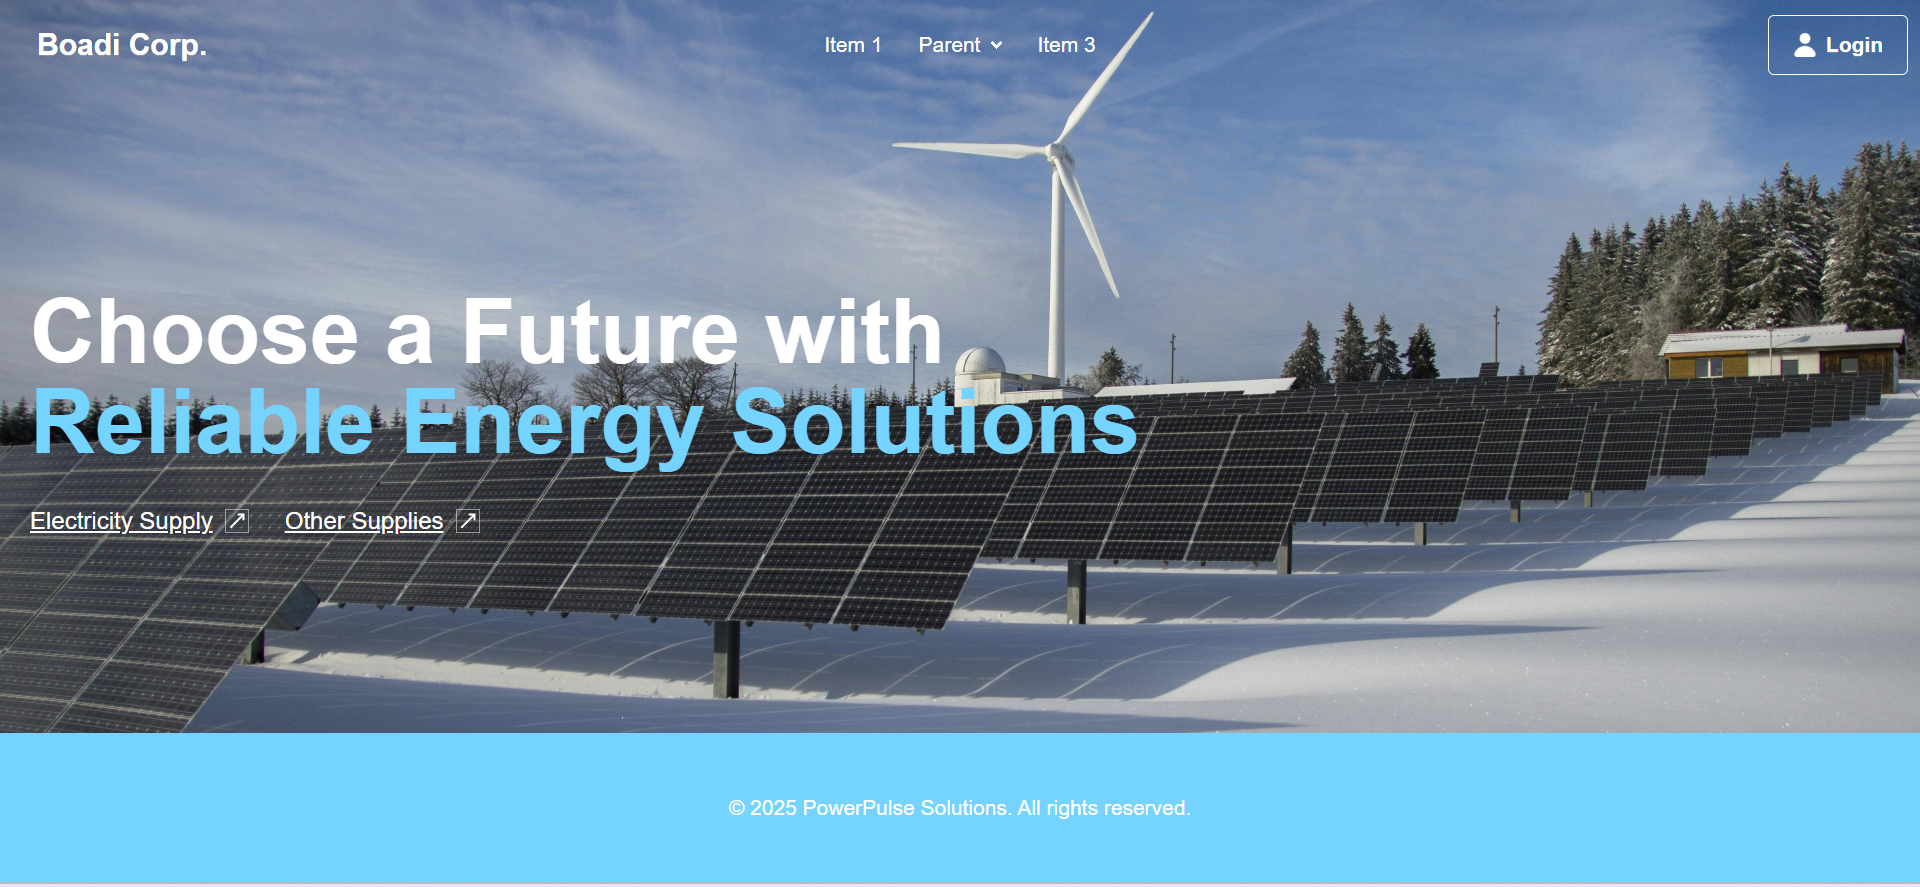 Boadi Corp.
Item 1
Parent
Item 3
Login
Choose a Future with
Reliable Energy Solutions
Electricity Supply
Other Supplies
© 2025 PowerPulse Solutions. All rights reserved.